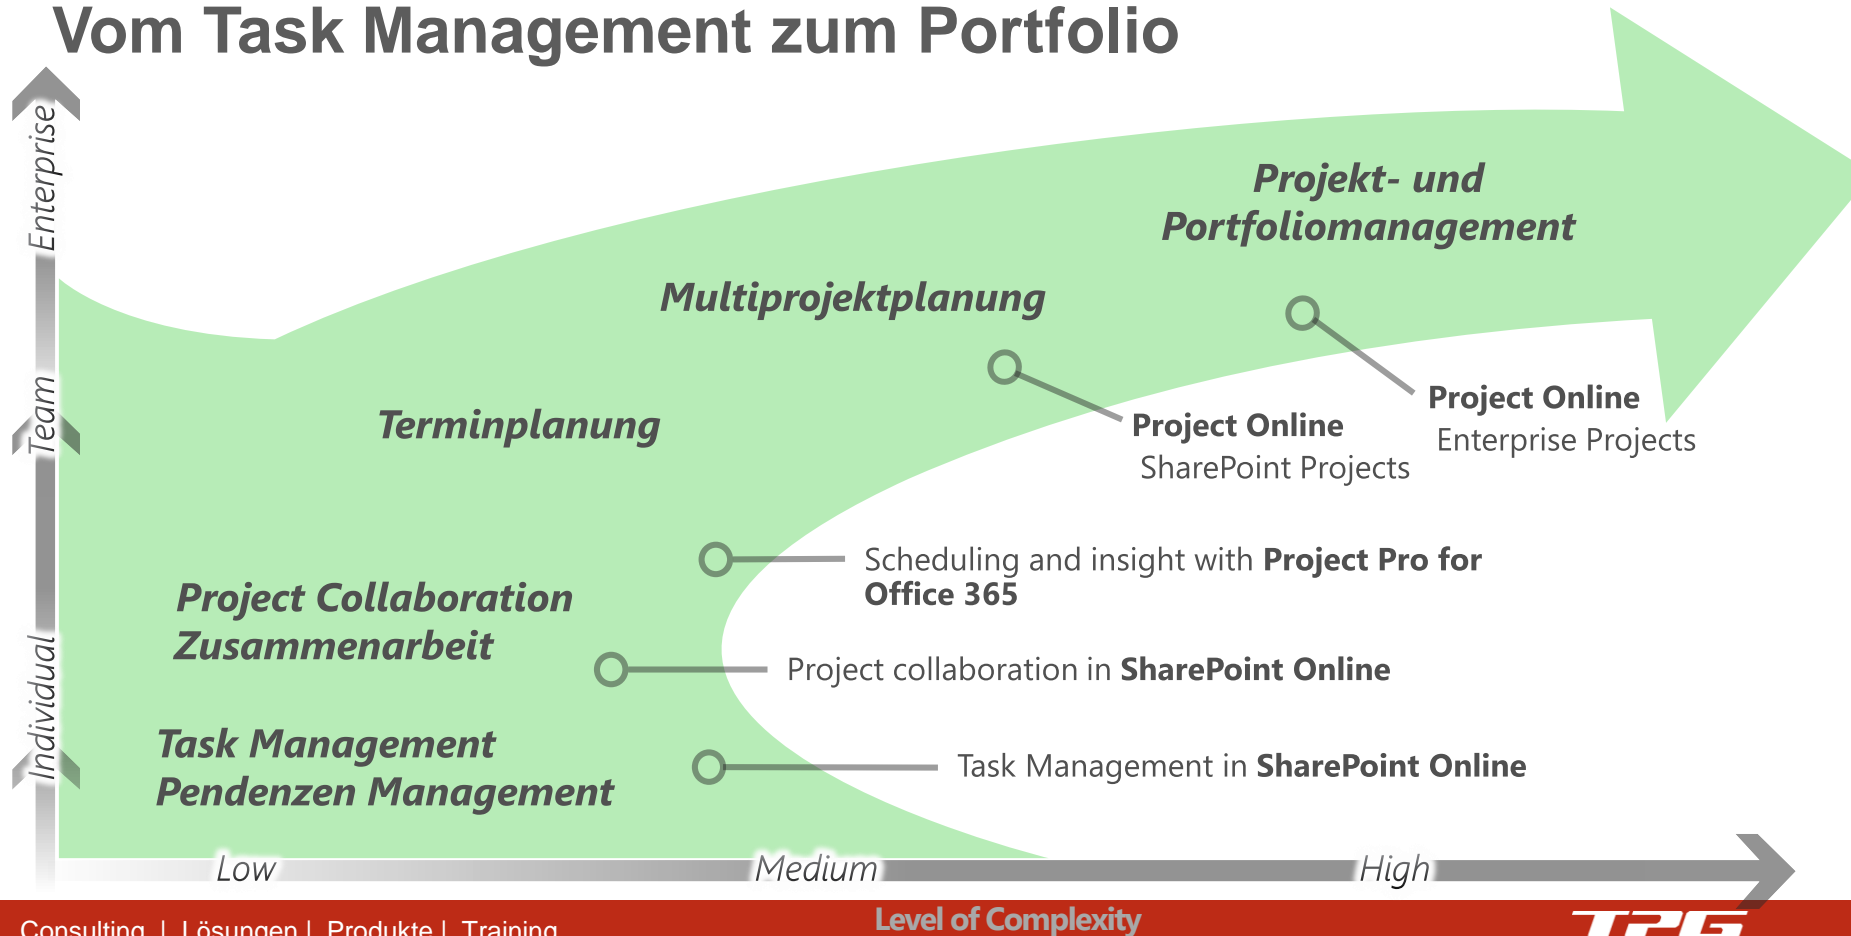 Vom Task Management zum Portfolio
Enterprise
Team
Individual
Projekt- und
Portfoliomanagement
Multiprojektplanung
Terminplanung
Project Online
Enterprise Projects
Project Online
SharePoint Projects
Scheduling and insight with Project Pro for
Office 365
Project Collaboration
Zusammenarbeit
Project collaboration in SharePoint Online
Task Management
Pendenzen Management
Task Management in SharePoint Online
Low
Medium
High
Level of Complexity
Consulting | Lösungen | Produkte | Training
TPG